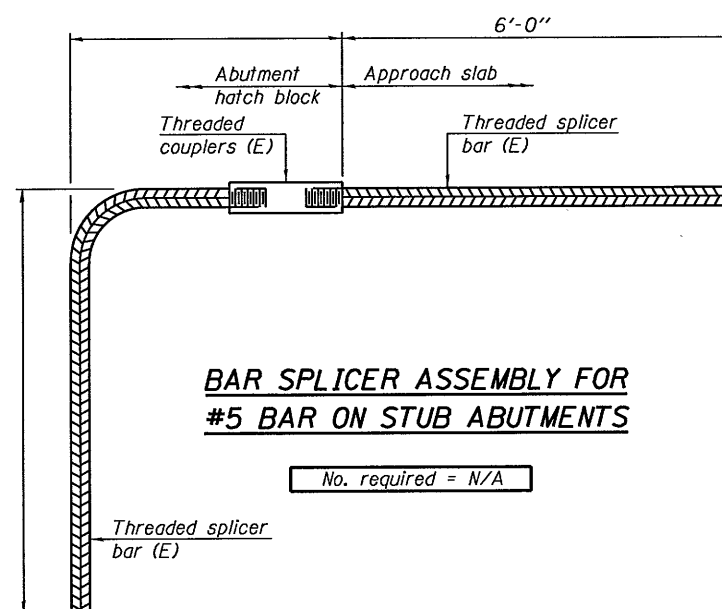 6'-0"
Abutment
hatch block
Approach slab
Threaded
couplers (E)
Threaded splicer
bar (E)
BAR SPLICER ASSEMBLY FOR
#5 BAR ON STUB ABUTMENTS
No. required = N/A
Threaded splicer
bar (E)